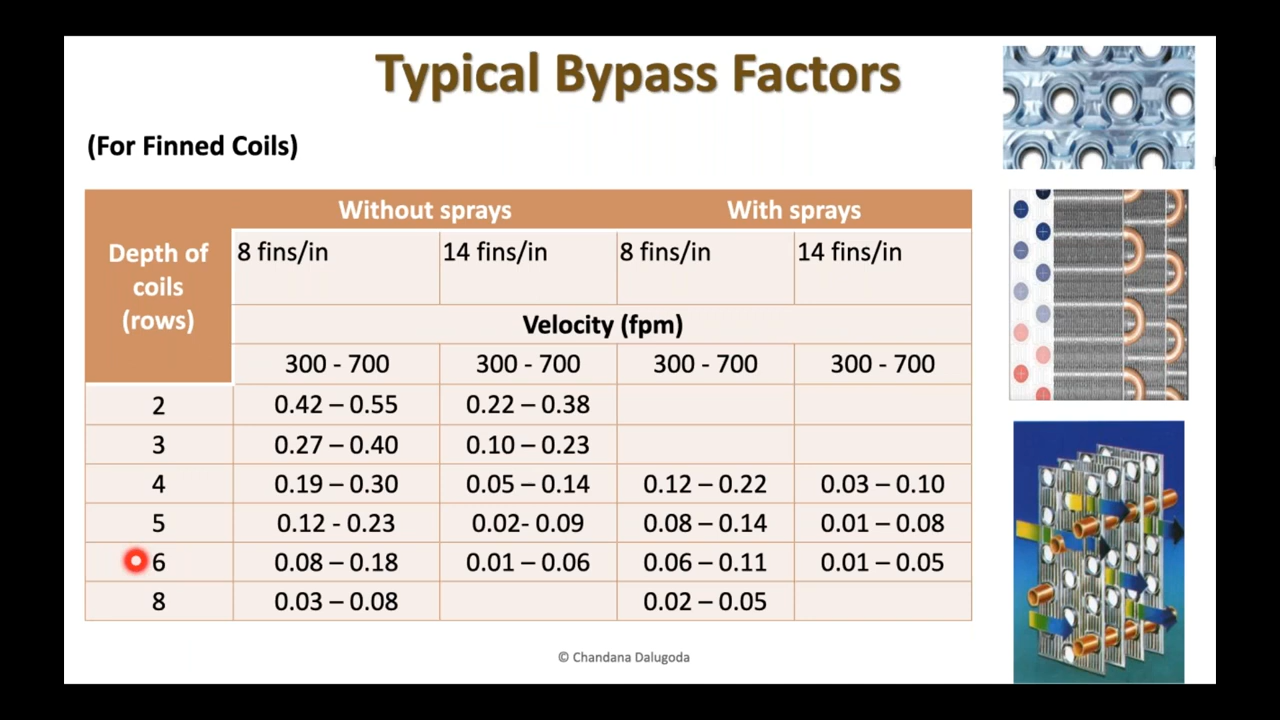 Typical Bypass Factors
(For Finned Coils)
Depth of coils (rows) Without sprays With sprays
8 fins/in 14 fins/in 8 fins/in 14 fins/in
Velocity (fpm)
300 - 700 300 - 700 300 - 700 300 - 700
2 0.42 – 0.55 0.22 – 0.38
3 0.27 – 0.40 0.10 – 0.23
4 0.19 – 0.30 0.05 – 0.14 0.12 – 0.22 0.03 – 0.10
5 0.12 - 0.23 0.02- 0.09 0.08 – 0.14 0.01 – 0.08
6 0.08 – 0.18 0.01 – 0.06 0.06 – 0.11 0.01 – 0.05
8 0.03 – 0.08 0.02 – 0.05
© Chandana Dalugoda